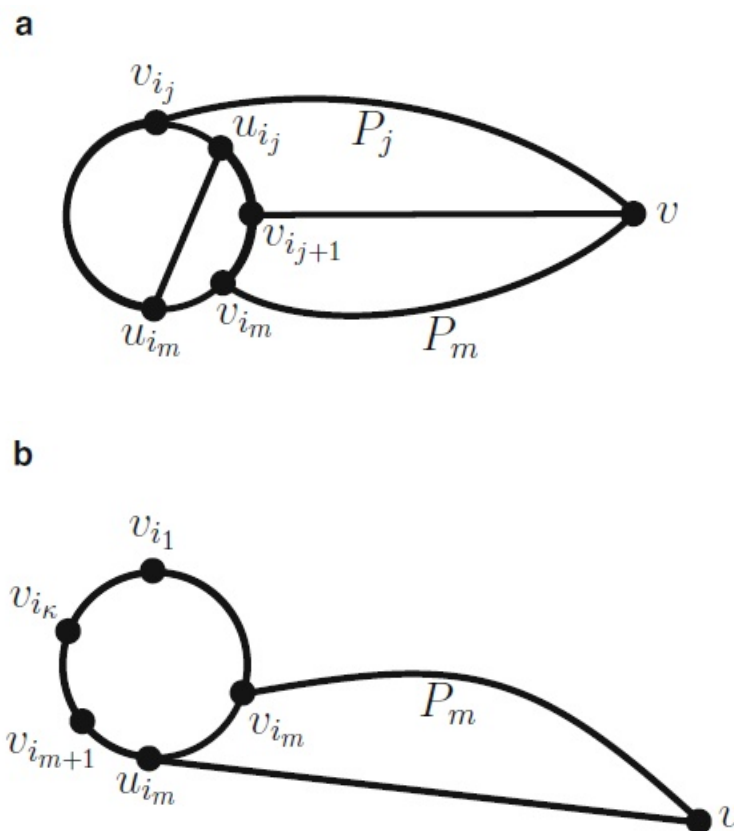 a
v_{i_j}
u_{i_j}
P_j
v
v_{i_{j+1}}
v_{i_m}
u_{i_m}
P_m
b
v_{i_1}
v_{i_κ}
P_m
v_{i_m}
v_{i_{m+1}}
u_{i_m}